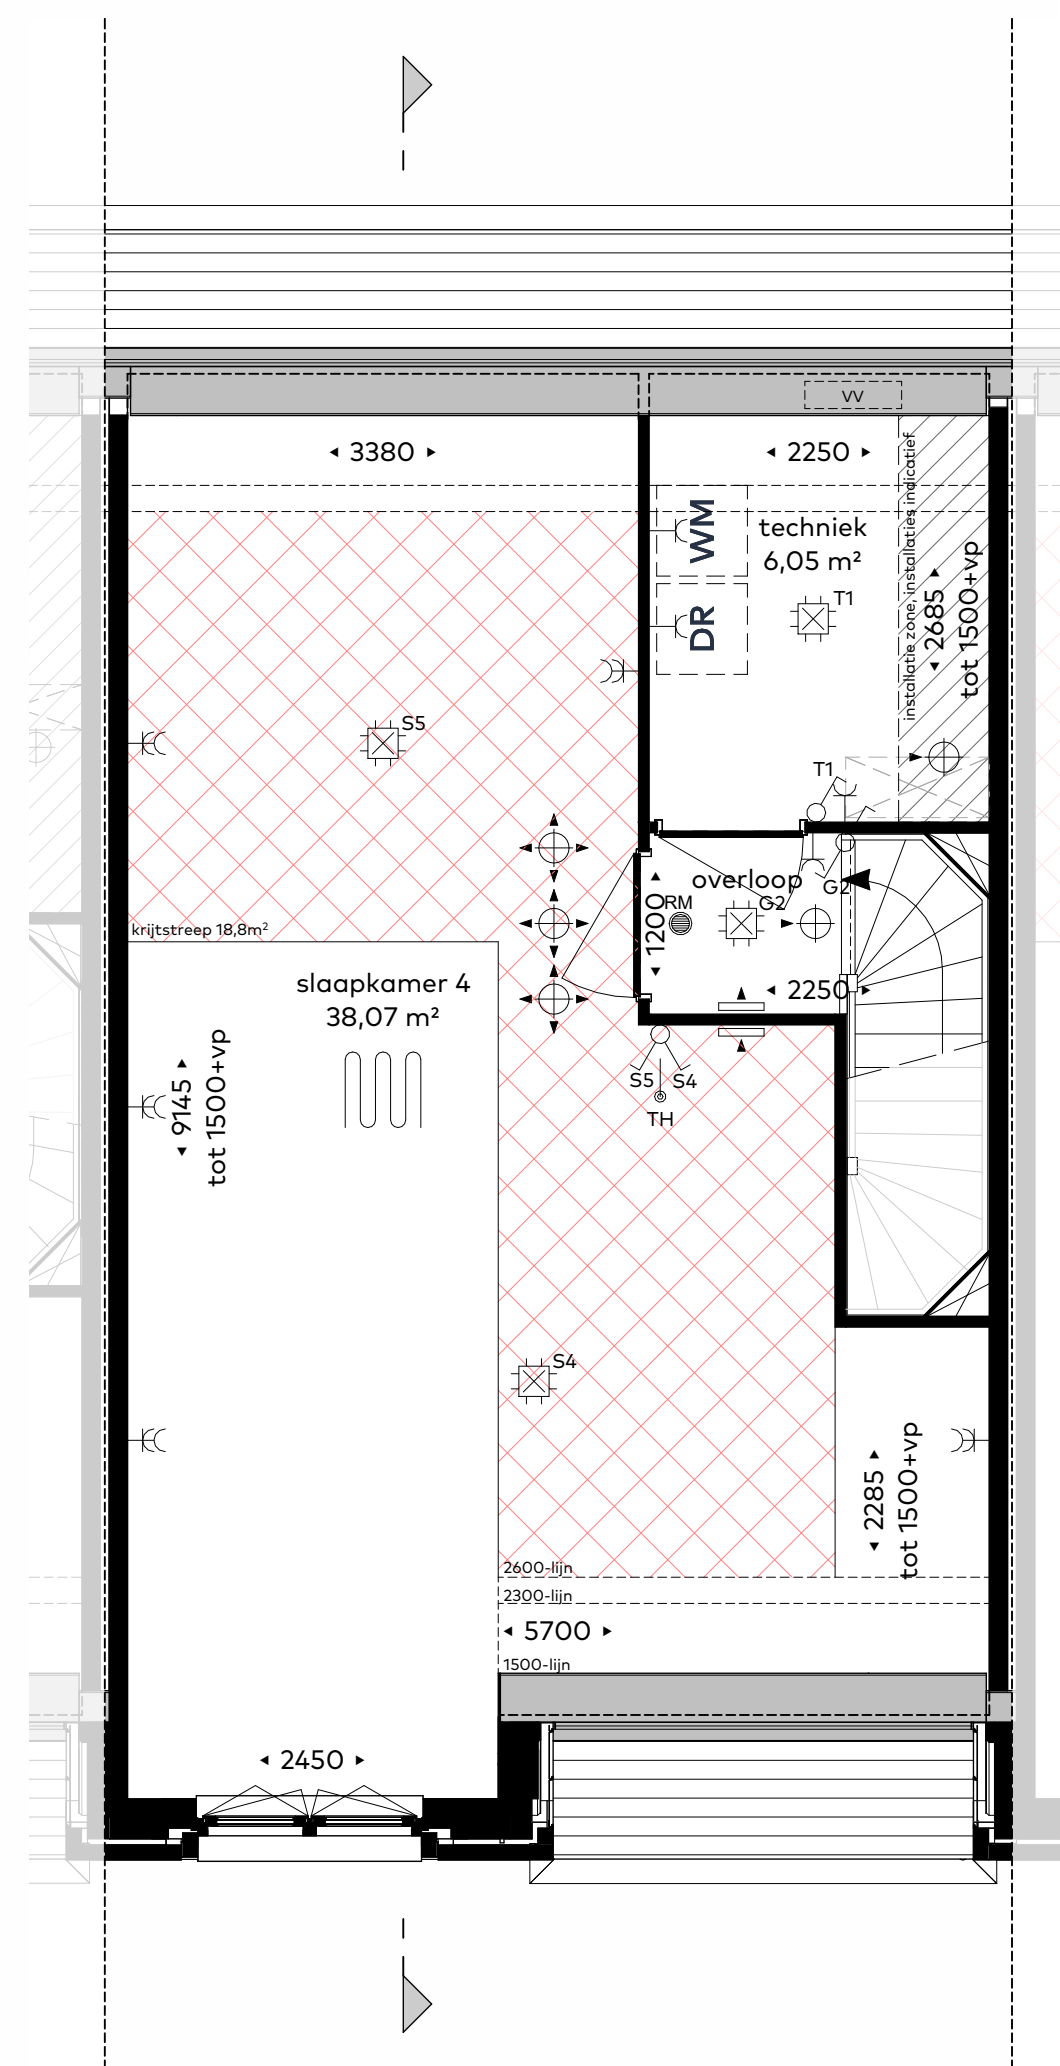 VV
3380
2250
WM
techniek
6,05 m²
installatie zone, installaties indicatief
2685
tot 1500+vp
T1
DR
S5
T1
overloop
G2
G2
RM
1200
2250
krijtstreep 18,8m²
slaapkamer 4
38,07 m²
9145
tot 1500+vp
S5
S4
TH
S4
2285
tot 1500+vp
2600-lijn
2300-lijn
5700
1500-lijn
2450